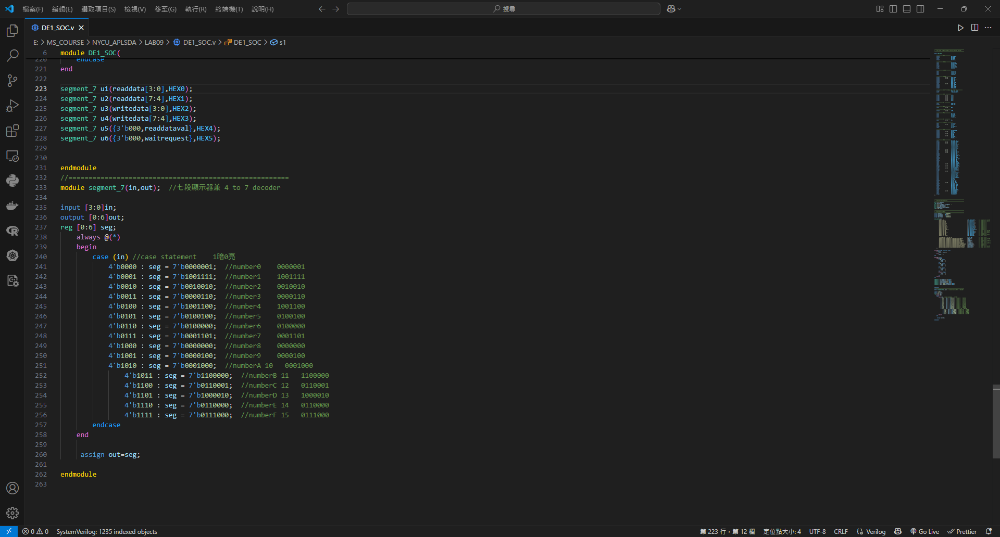 檔案(F) 編輯(E) 選取項目(S) 檢視(V) 移至(G) 執行(R) 終端機(T) 說明(H) 搜尋
DE1_SOC.v
E: > MS_COURSE > NYCU_APLSDA > LAB09 > DE1_SOC.v > DE1_SOC > s1
6 module DE1_SOC(
220 endcase
221 end
222
223 segment_7 u1(readdata[3:0],HEX0);
224 segment_7 u2(readdata[7:4],HEX1);
225 segment_7 u3(writedata[3:0],HEX2);
226 segment_7 u4(writedata[7:4],HEX3);
227 segment_7 u5({3'b000,readdataval},HEX4);
228 segment_7 u6({3'b000,waitrequest},HEX5);
229
230
231 endmodule
232 //=======================================================
233 module segment_7(in,out);  //七段顯示器兼 4 to 7 decoder
234
235 input [3:0]in;
236 output [0:6]out;
237 reg [0:6] seg;
238 always @(*)
239 begin
240 case (in) //case statement    1暗0亮
241 4'b0000 : seg = 7'b0000001;  //number0    0000001
242 4'b0001 : seg = 7'b1001111;  //number1    1001111
243 4'b0010 : seg = 7'b0010010;  //number2    0010010
244 4'b0011 : seg = 7'b0000110;  //number3    0000110
245 4'b0100 : seg = 7'b1001100;  //number4    1001100
246 4'b0101 : seg = 7'b0100100;  //number5    0100100
247 4'b0110 : seg = 7'b0100000;  //number6    0100000
248 4'b0111 : seg = 7'b0001101;  //number7    0001101
249 4'b1000 : seg = 7'b0000000;  //number8    0000000
250 4'b1001 : seg = 7'b0000100;  //number9    0000100
251 4'b1010 : seg = 7'b0001000;  //numberA 10   0001000
252 4'b1011 : seg = 7'b1100000;  //numberB 11   1100000
253 4'b1100 : seg = 7'b0110001;  //numberC 12   0110001
254 4'b1101 : seg = 7'b1000010;  //numberD 13   1000010
255 4'b1110 : seg = 7'b0110000;  //numberE 14   0110000
256 4'b1111 : seg = 7'b0111000;  //numberF 15   0111000
257 endcase
258 end
259
260 assign out=seg;
261
262 endmodule
263
0 0 SystemVerilog: 1235 indexed objects 第 223 行，第 12 欄 定位點大小: 4 UTF-8 CRLF Verilog Go Live Prettier